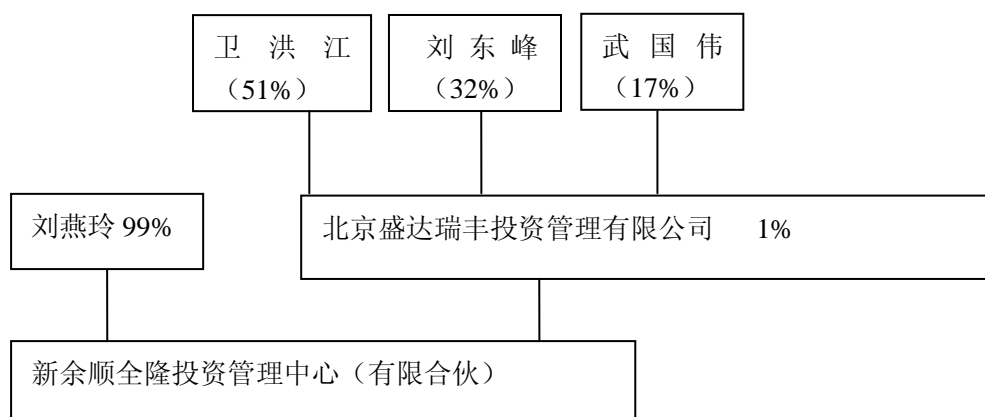 卫洪江
（51%）
刘东峰
（32%）
武国伟
（17%）
刘燕玲 99%
北京盛达瑞丰投资管理有限公司 1%
新余顺全隆投资管理中心（有限合伙）